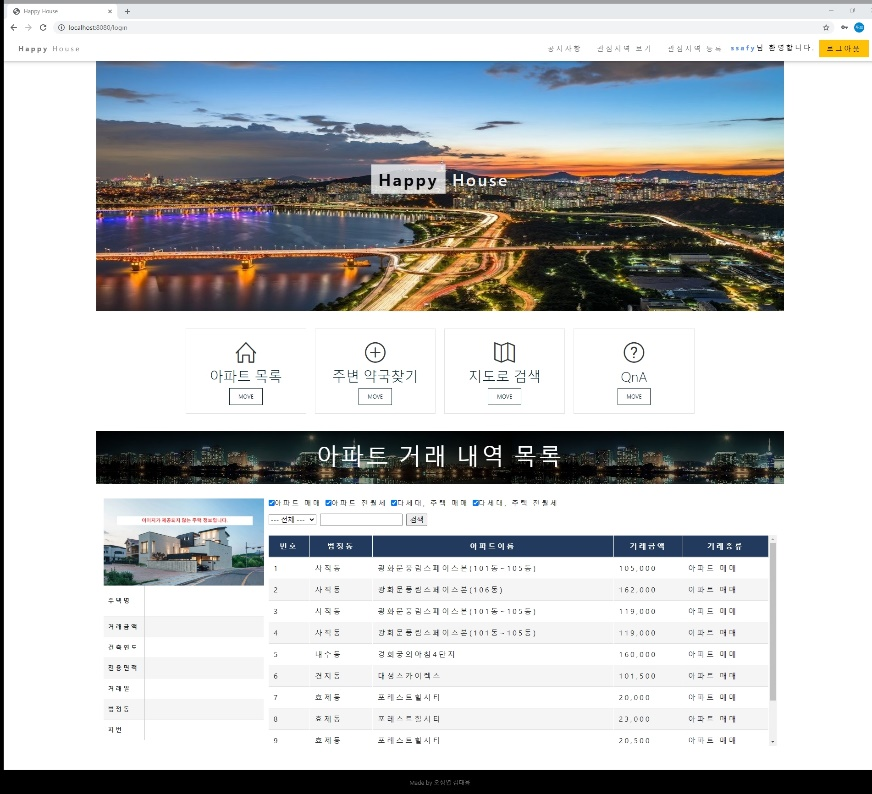 Happy House
localhost:8080/login
Happy House
공지사항 관심지역 보기 관심지역 등록 ssafy님 환영합니다. 로그아웃
Happy House
아파트 목록
MOVE
주변 약국찾기
MOVE
지도로 검색
MOVE
QnA
MOVE
아파트 거래 내역 목록
이미지가 제공되지 않는 주택 정보입니다.
주택명
거래금액
건축연도
전용면적
거래일
법정동
지번
아파트 매매 아파트 전월세 다세대, 주택 매매 다세대, 주택 전월세
--- 전체 --- 검색
번호 법정동 아파트이름 거래금액 거래종류
1 사직동 광화문풍림스페이스본(101동~105동) 105,000 아파트 매매
2 사직동 광화문풍림스페이스본(106동) 162,000 아파트 매매
3 사직동 광화문풍림스페이스본(101동~105동) 119,000 아파트 매매
4 사직동 광화문풍림스페이스본(101동~105동) 119,000 아파트 매매
5 내수동 경희궁의아침4단지 160,000 아파트 매매
6 견지동 대성스카이렉스 101,500 아파트 매매
7 효제동 포레스트힐시티 20,000 아파트 매매
8 효제동 포레스트힐시티 23,000 아파트 매매
9 효제동 포레스트힐시티 20,500 아파트 매매
Made by